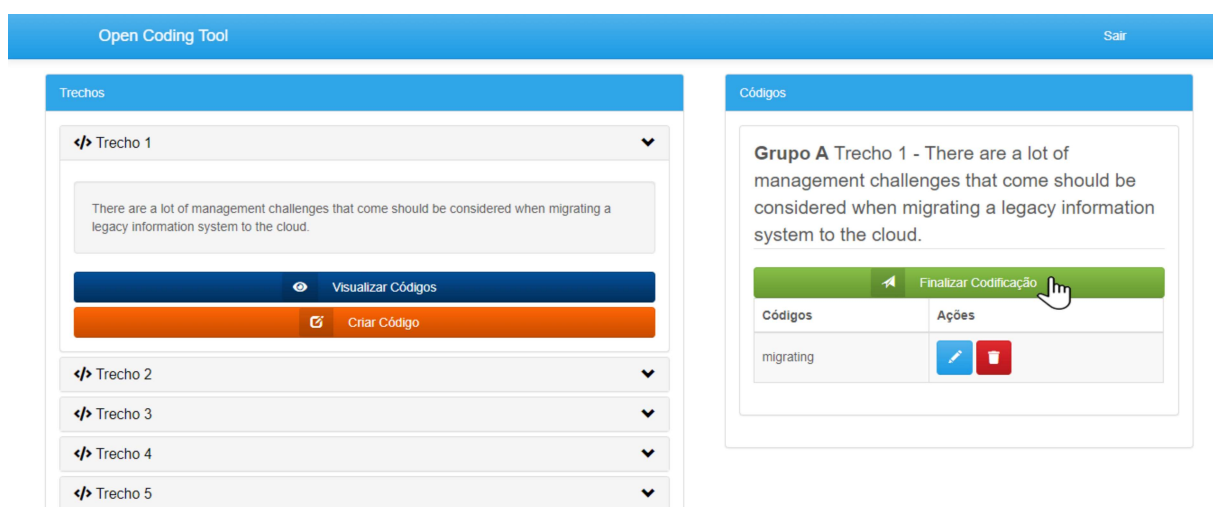 Open Coding Tool
Sair
Trechos
Trecho 1
There are a lot of management challenges that come should be considered when migrating a
legacy information system to the cloud.
Visualizar Códigos
Criar Código
Trecho 2
Trecho 3
Trecho 4
Trecho 5
Códigos
Grupo A Trecho 1 - There are a lot of
management challenges that come should be
considered when migrating a legacy information
system to the cloud.
Finalizar Codificação
Códigos Ações
migrating